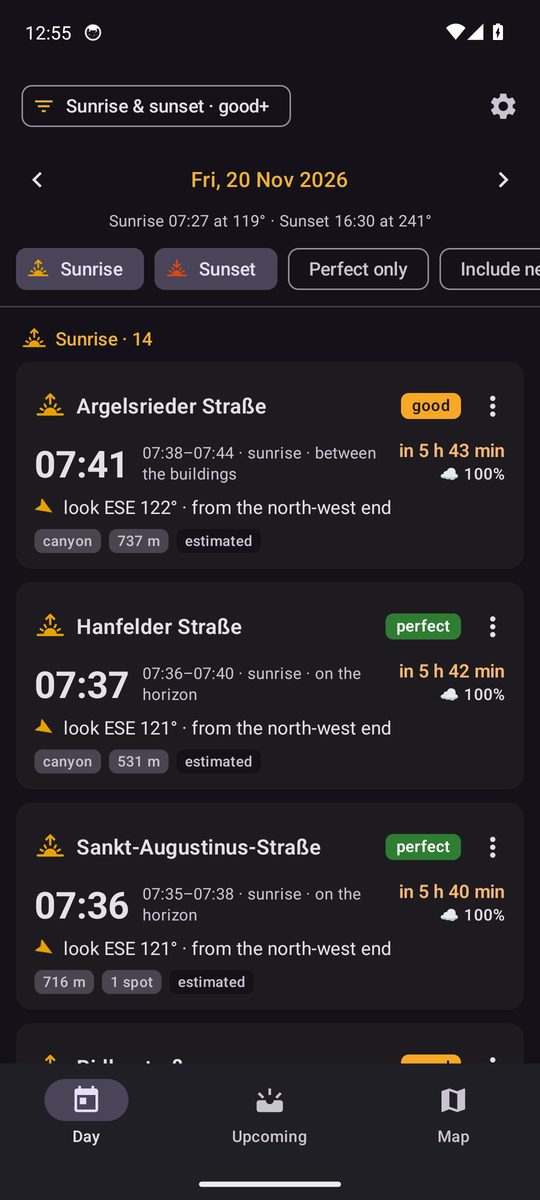 12:55
Sunrise & sunset · good+
Fri, 20 Nov 2026
Sunrise 07:27 at 119° · Sunset 16:30 at 241°
Sunrise
Sunset
Perfect only
Include ne
Sunrise · 14
Argelsrieder Straße
good
07:41
07:38–07:44 · sunrise · between
the buildings
in 5 h 43 min
100%
look ESE 122° · from the north-west end
canyon
737 m
estimated
Hanfelder Straße
perfect
07:37
07:36–07:40 · sunrise · on the
horizon
in 5 h 42 min
100%
look ESE 121° · from the north-west end
canyon
531 m
estimated
Sankt-Augustinus-Straße
perfect
07:36
07:35–07:38 · sunrise · on the
horizon
in 5 h 40 min
100%
look ESE 121° · from the north-west end
716 m
1 spot
estimated
Day
Upcoming
Map